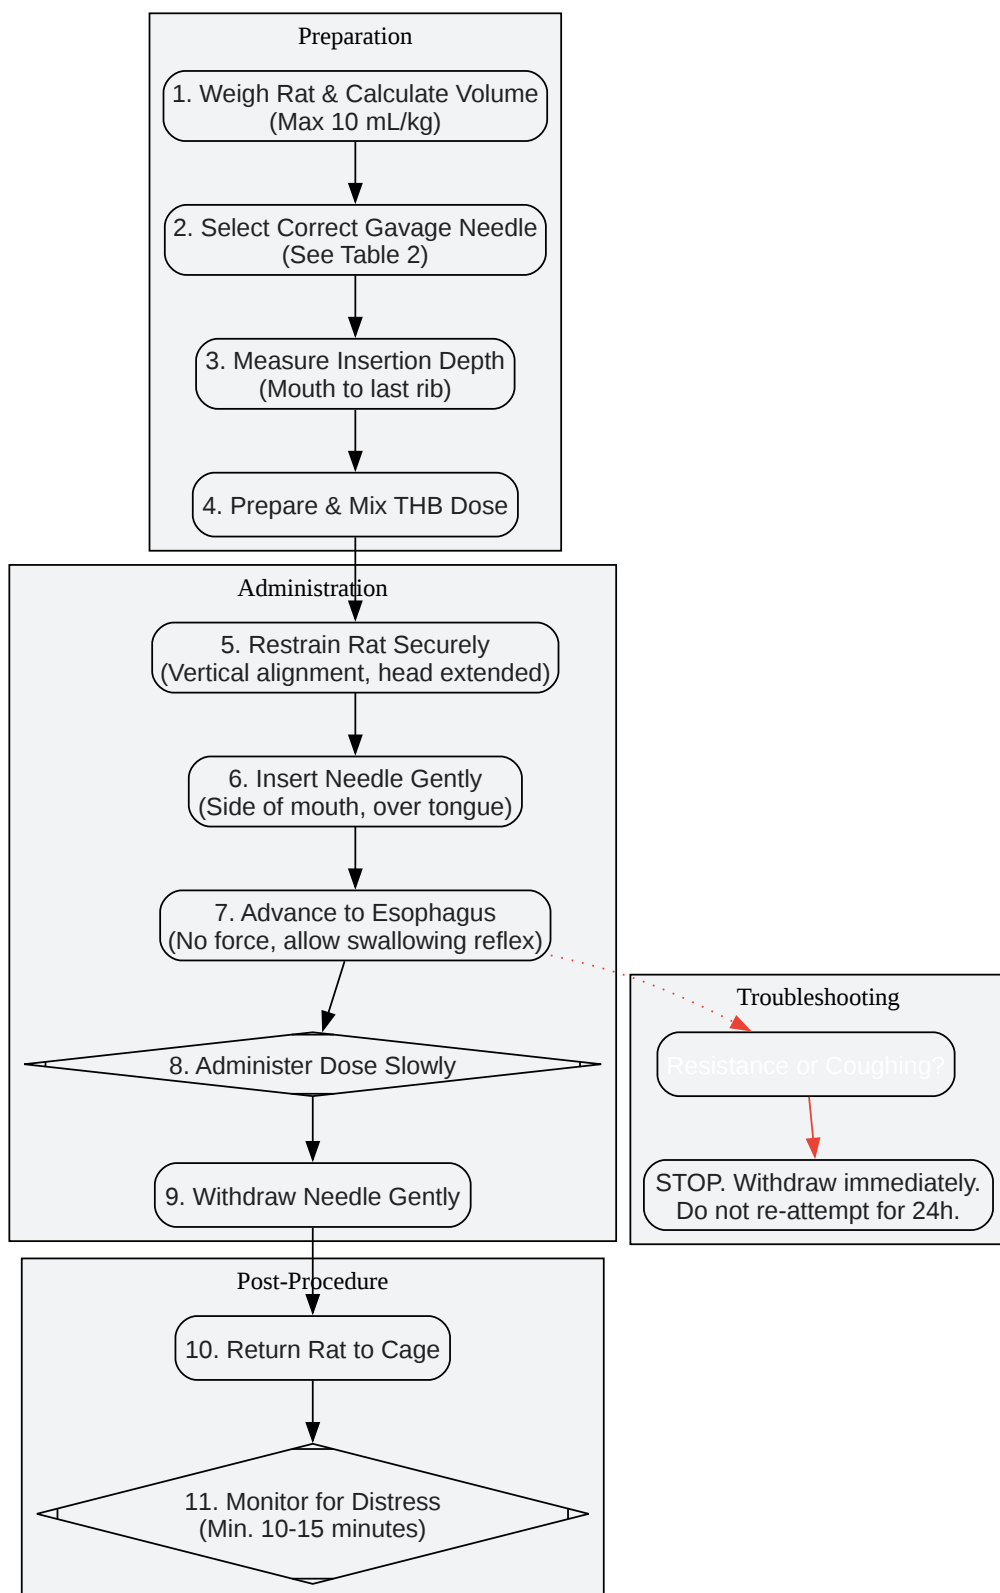 Preparation
1. Weigh Rat & Calculate Volume
(Max 10 mL/kg)
2. Select Correct Gavage Needle
(See Table 2)
3. Measure Insertion Depth
(Mouth to last rib)
4. Prepare & Mix THB Dose
Administration
5. Restrain Rat Securely
(Vertical alignment, head extended)
6. Insert Needle Gently
(Side of mouth, over tongue)
7. Advance to Esophagus
(No force, allow swallowing reflex)
8. Administer Dose Slowly
9. Withdraw Needle Gently
Troubleshooting
Resistance or Coughing?
STOP. Withdraw immediately.
Do not re-attempt for 24h.
Post-Procedure
10. Return Rat to Cage
11. Monitor for Distress
(Min. 10-15 minutes)